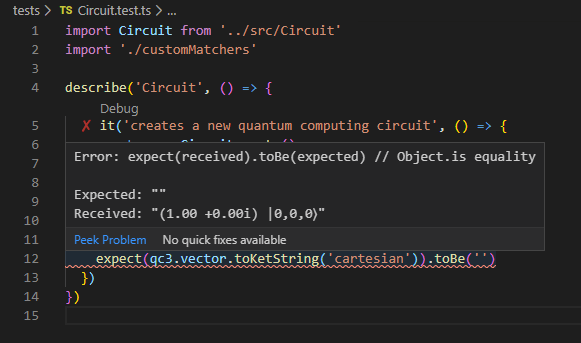 tests > TS Circuit.test.ts > ...
1 import Circuit from '../src/Circuit'
2 import './customMatchers'
3
4 describe('Circuit', () => {
Debug
5 ✗ it('creates a new quantum computing circuit', () => {
6
7 Error: expect(received).toBe(expected) // Object.is equality
8
9 Expected: ""
10 Received: "(1.00 +0.00i) |0,0,0⟩"
11 Peek Problem No quick fixes available
12 expect(qc3.vector.toKetString('cartesian')).toBe('')
13 })
14 })
15